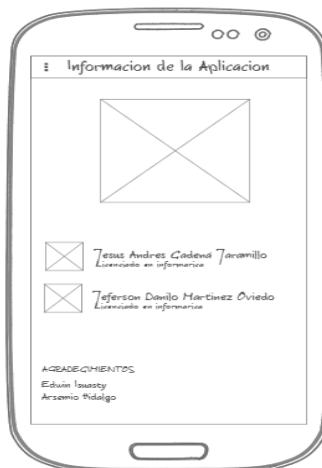 Informacion de la Aplicacion
Jesus Andres Cadena Jaramillo
Licenciado en informatica
Jeferson Danilo Martinez Oviedo
Licenciado en informatica
AGRADECIMIENTOS
Edwin Insuasty
Arsemio Hidalgo